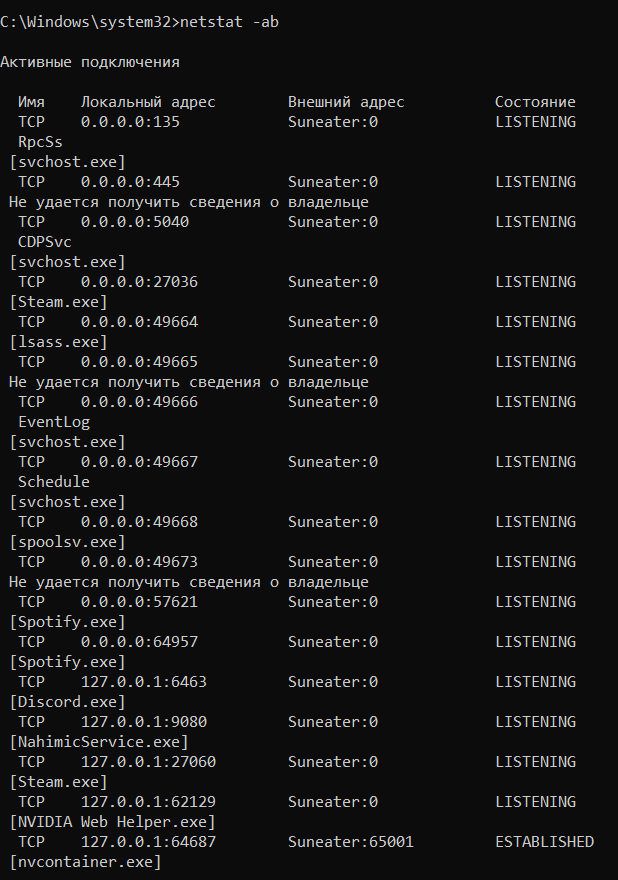 C:\Windows\system32>netstat -ab
Активные подключения
Имя Локальный адрес Внешний адрес Состояние
TCP 0.0.0.0:135 Suneater:0 LISTENING
RpcSs
[svchost.exe]
TCP 0.0.0.0:445 Suneater:0 LISTENING
Не удается получить сведения о владельце
TCP 0.0.0.0:5040 Suneater:0 LISTENING
CDPSvc
[svchost.exe]
TCP 0.0.0.0:27036 Suneater:0 LISTENING
[Steam.exe]
TCP 0.0.0.0:49664 Suneater:0 LISTENING
[lsass.exe]
TCP 0.0.0.0:49665 Suneater:0 LISTENING
Не удается получить сведения о владельце
TCP 0.0.0.0:49666 Suneater:0 LISTENING
EventLog
[svchost.exe]
TCP 0.0.0.0:49667 Suneater:0 LISTENING
Schedule
[svchost.exe]
TCP 0.0.0.0:49668 Suneater:0 LISTENING
[spoolsv.exe]
TCP 0.0.0.0:49673 Suneater:0 LISTENING
Не удается получить сведения о владельце
TCP 0.0.0.0:57621 Suneater:0 LISTENING
[Spotify.exe]
TCP 0.0.0.0:64957 Suneater:0 LISTENING
[Spotify.exe]
TCP 127.0.0.1:6463 Suneater:0 LISTENING
[Discord.exe]
TCP 127.0.0.1:9080 Suneater:0 LISTENING
[NahimicService.exe]
TCP 127.0.0.1:27060 Suneater:0 LISTENING
[Steam.exe]
TCP 127.0.0.1:62129 Suneater:0 LISTENING
[NVIDIA Web Helper.exe]
TCP 127.0.0.1:64687 Suneater:65001 ESTABLISHED
[nvcontainer.exe]